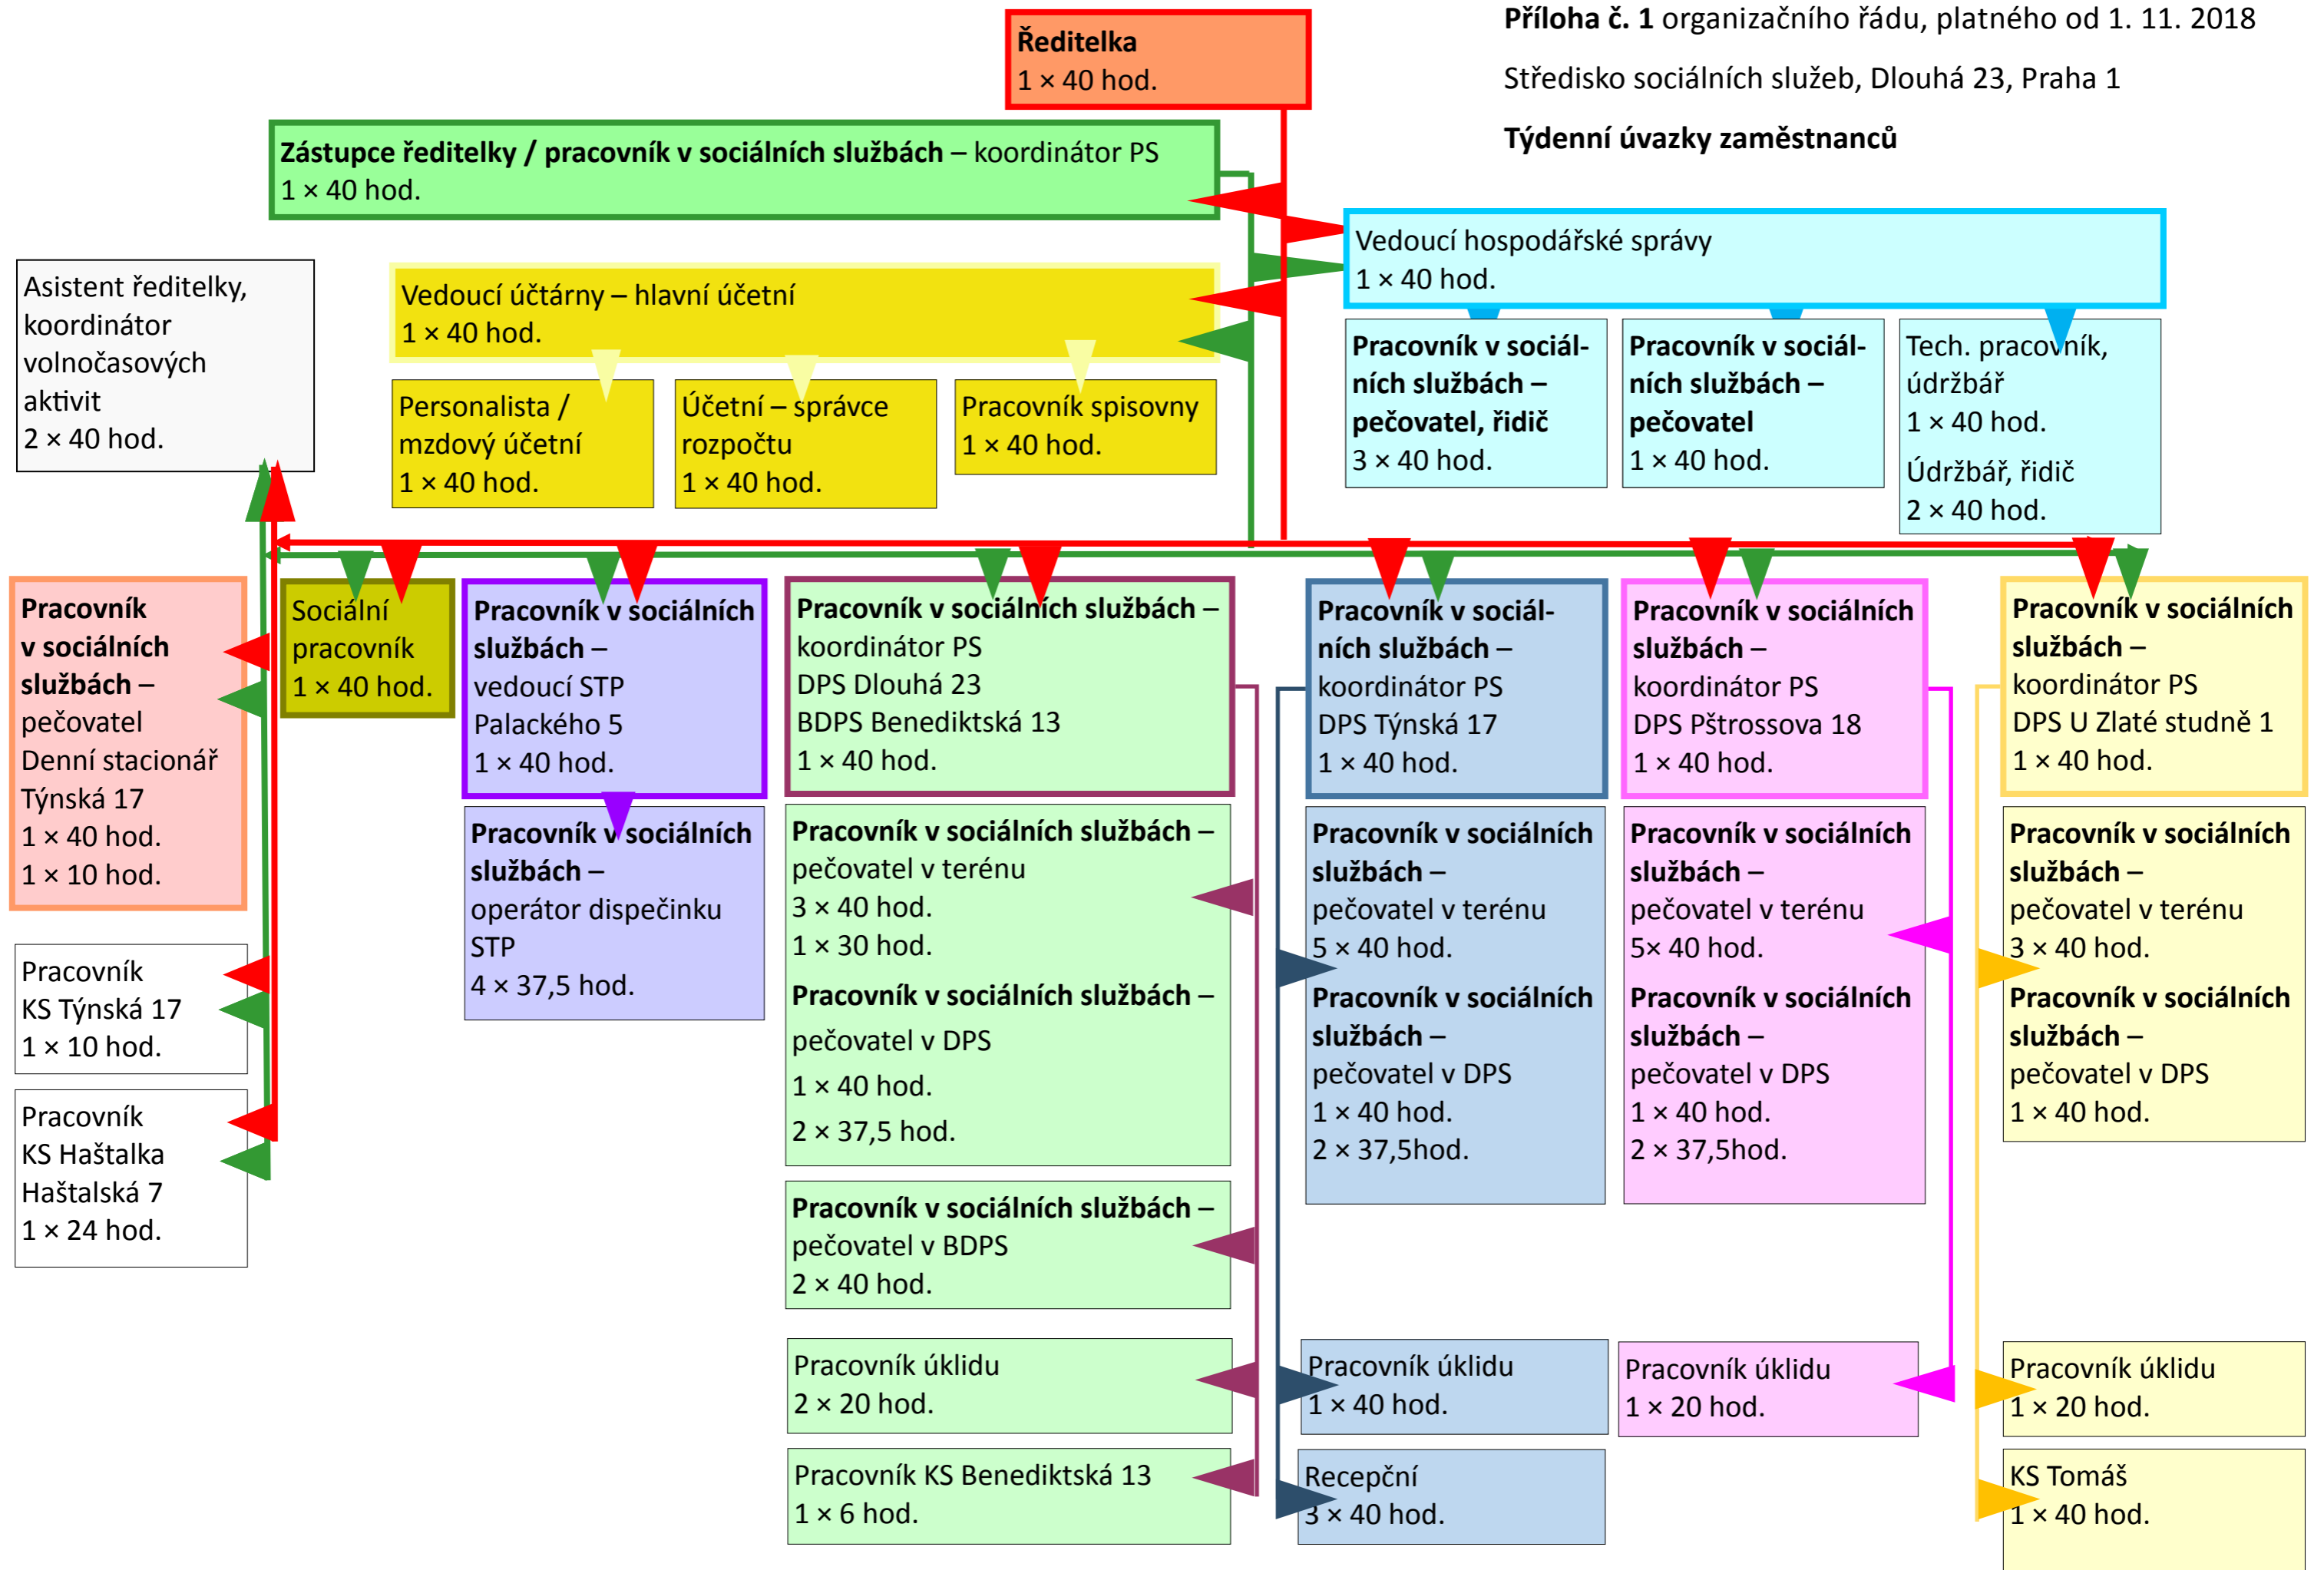 Příloha č. 1 organizačního řádu, platného od 1. 11. 2018
Středisko sociálních služeb, Dlouhá 23, Praha 1
Týdenní úvazky zaměstnanců
Ředitelka
1 × 40 hod.
Zástupce ředitelky / pracovník v sociálních službách – koordinátor PS
1 × 40 hod.
Vedoucí hospodářské správy
1 × 40 hod.
Asistent ředitelky,
koordinátor
volnočasových
aktivit
2 × 40 hod.
Vedoucí účtárny – hlavní účetní
1 × 40 hod.
Personalista /
mzdový účetní
1 × 40 hod.
Účetní – správce
rozpočtu
1 × 40 hod.
Pracovník spisovny
1 × 40 hod.
Pracovník v sociál-
ních službách –
pečovatel, řidič
3 × 40 hod.
Pracovník v sociál-
ních službách –
pečovatel
1 × 40 hod.
Tech. pracovník,
údržbář
1 × 40 hod.
Údržbář, řidič
2 × 40 hod.
Pracovník
v sociálních
službách –
pečovatel
Denní stacionář
Týnská 17
1 × 40 hod.
1 × 10 hod.
Pracovník
KS Týnská 17
1 × 10 hod.
Pracovník
KS Haštalka
Haštalská 7
1 × 24 hod.
Sociální
pracovník
1 × 40 hod.
Pracovník v sociálních
službách –
vedoucí STP
Palackého 5
1 × 40 hod.
Pracovník v sociálních
službách –
operátor dispečinku
STP
4 × 37,5 hod.
Pracovník v sociálních službách –
koordinátor PS
DPS Dlouhá 23
BDPS Benediktská 13
1 × 40 hod.
Pracovník v sociálních službách –
pečovatel v terénu
3 × 40 hod.
1 × 30 hod.
Pracovník v sociálních službách –
pečovatel v DPS
1 × 40 hod.
2 × 37,5 hod.
Pracovník v sociálních službách –
pečovatel v BDPS
2 × 40 hod.
Pracovník úklidu
2 × 20 hod.
Pracovník KS Benediktská 13
1 × 6 hod.
Pracovník v sociál-
ních službách –
koordinátor PS
DPS Týnská 17
1 × 40 hod.
Pracovník v sociálních
službách –
pečovatel v terénu
5 × 40 hod.
Pracovník v sociálních
službách –
pečovatel v DPS
1 × 40 hod.
2 × 37,5hod.
Pracovník úklidu
1 × 40 hod.
Recepční
3 × 40 hod.
Pracovník v sociálních
službách –
koordinátor PS
DPS Pštrossova 18
1 × 40 hod.
Pracovník v sociálních
službách –
pečovatel v terénu
5× 40 hod.
Pracovník v sociálních
službách –
pečovatel v DPS
1 × 40 hod.
2 × 37,5hod.
Pracovník úklidu
1 × 20 hod.
Pracovník v sociálních
službách –
koordinátor PS
DPS U Zlaté studně 1
1 × 40 hod.
Pracovník v sociálních
službách –
pečovatel v terénu
3 × 40 hod.
Pracovník v sociálních
službách –
pečovatel v DPS
1 × 40 hod.
Pracovník úklidu
1 × 20 hod.
KS Tomáš
1 × 40 hod.